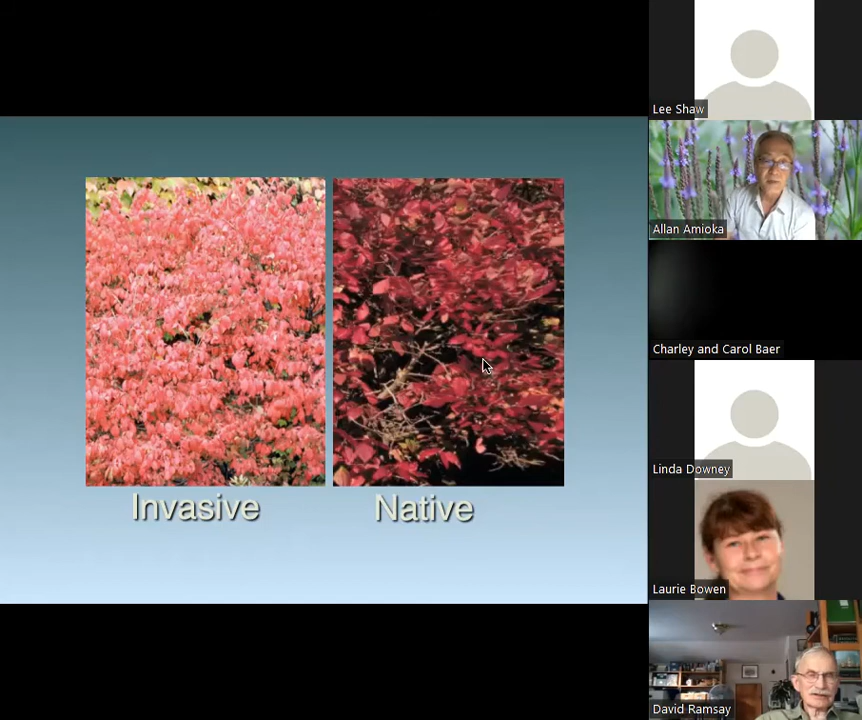 Invasive
Native
Lee Shaw
Allan Amioka
Charley and Carol Baer
Linda Downey
Laurie Bowen
David Ramsay